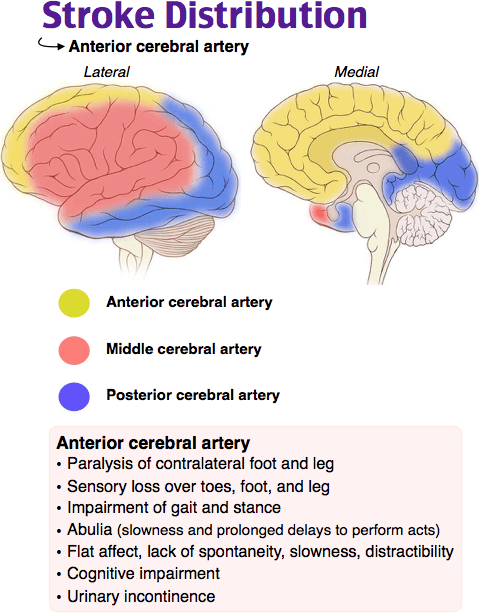 Stroke Distribution
Anterior cerebral artery
Lateral
Medial
Anterior cerebral artery
Middle cerebral artery
Posterior cerebral artery
Anterior cerebral artery
• Paralysis of contralateral foot and leg
• Sensory loss over toes, foot, and leg
• Impairment of gait and stance
• Abulia (slowness and prolonged delays to perform acts)
• Flat affect, lack of spontaneity, slowness, distractibility
• Cognitive impairment
• Urinary incontinence